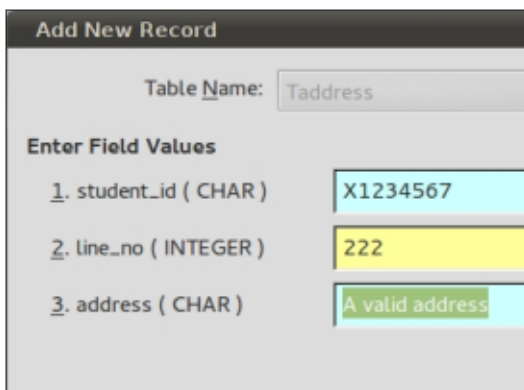 Add New Record
Table Name: Taddress
Enter Field Values
1. student_id ( CHAR ) X1234567
2. line_no ( INTEGER ) 222
3. address ( CHAR ) A valid address